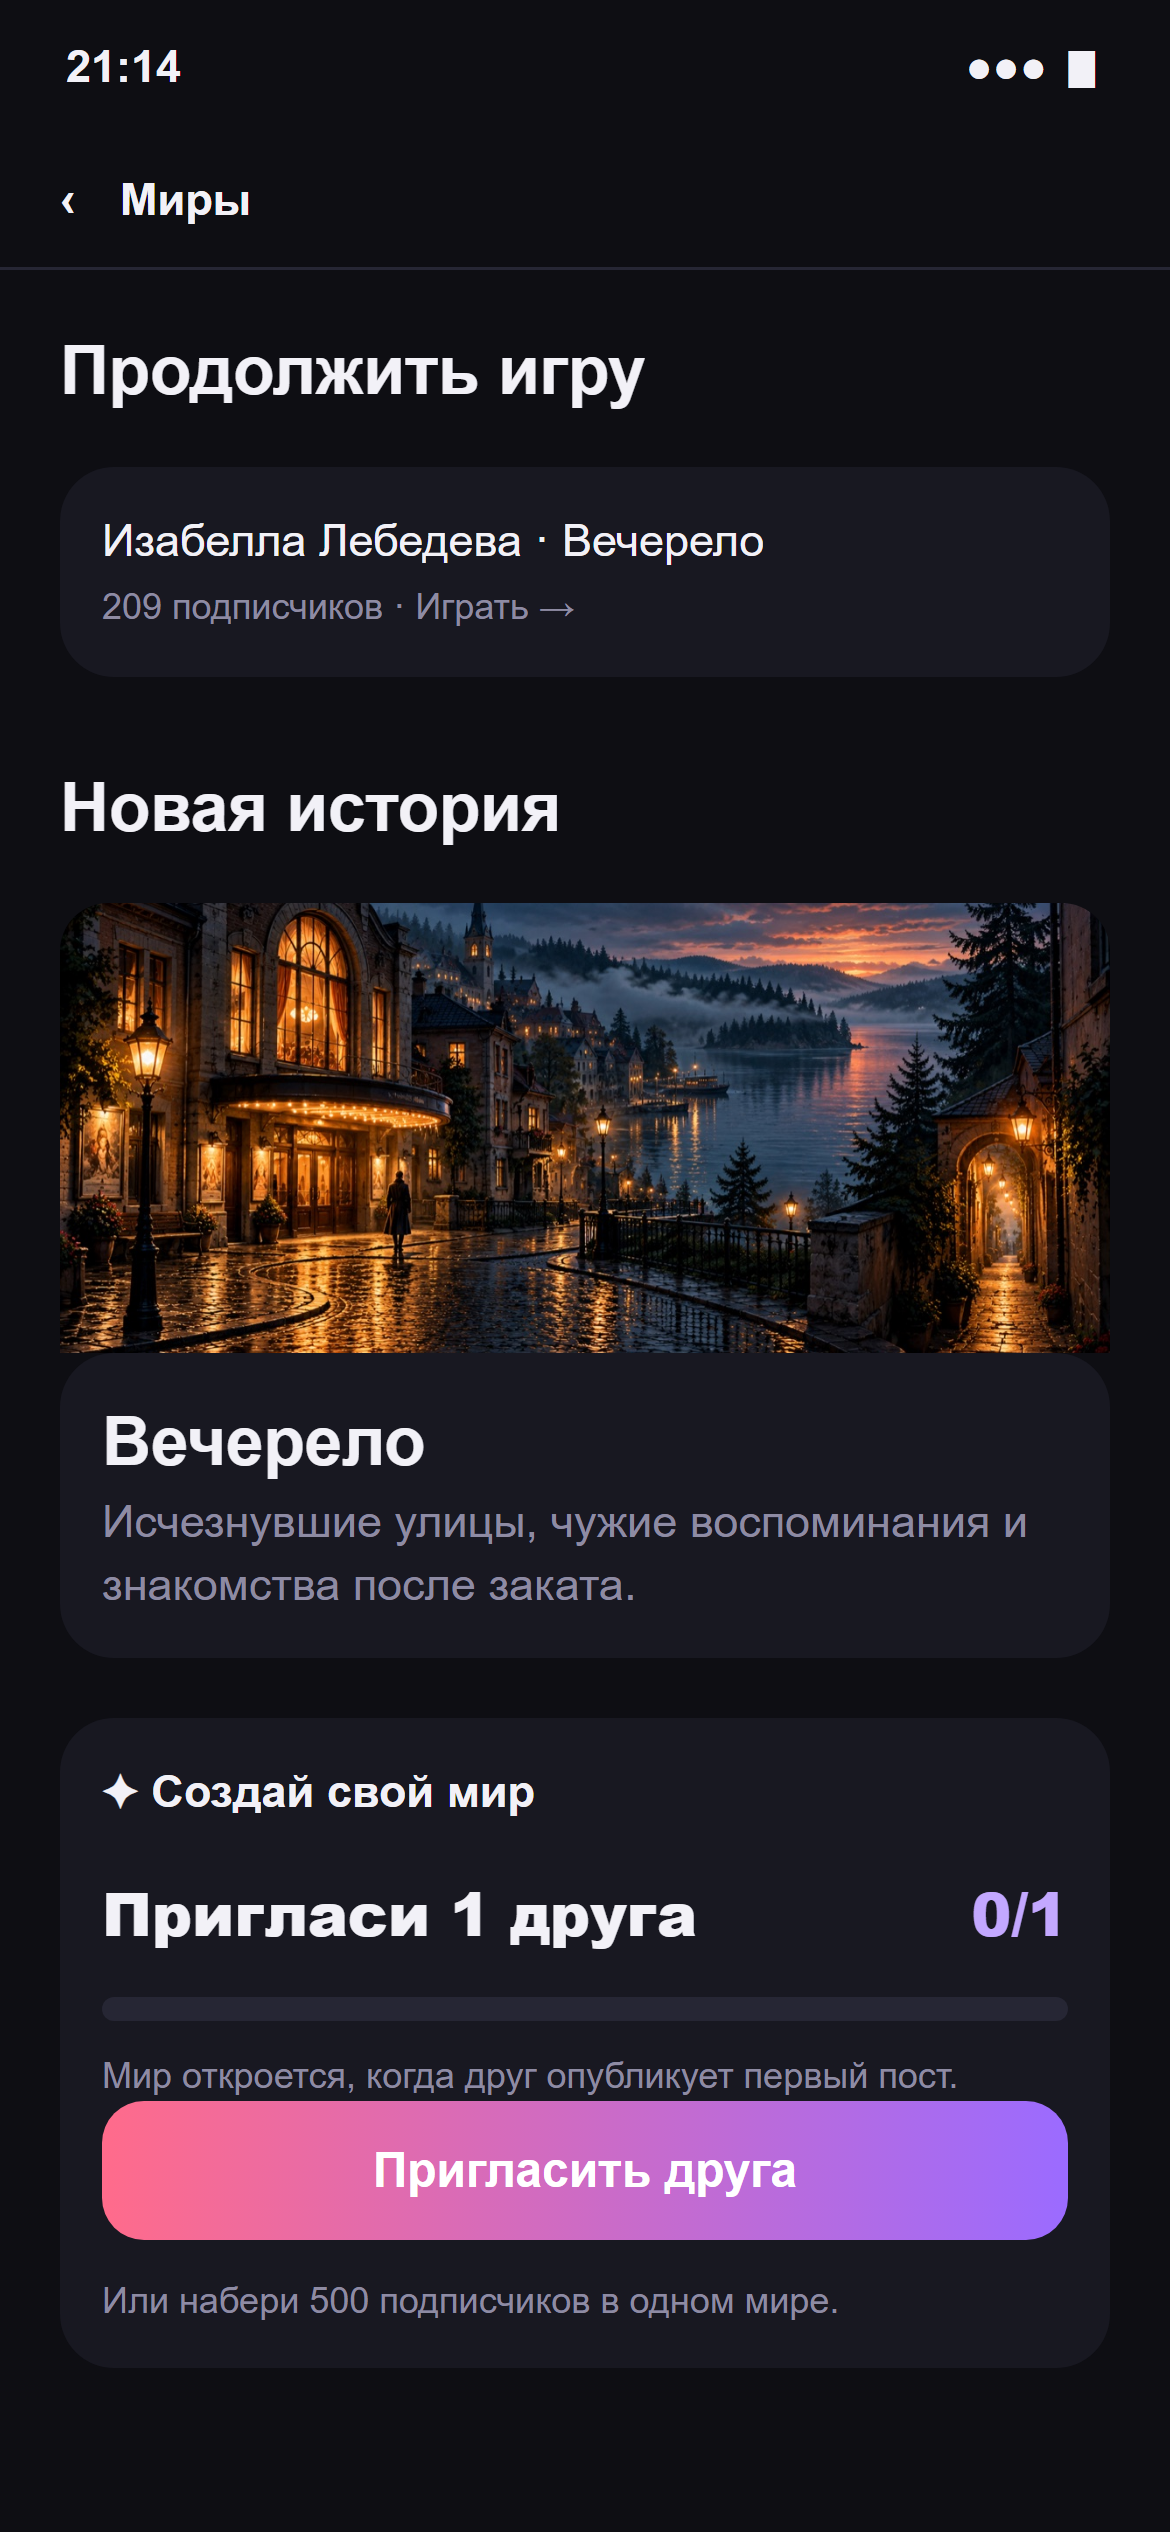 21:14
‹ Миры
Продолжить игру
Изабелла Лебедева · Вечерело
209 подписчиков · Играть →
Новая история
Вечерело
Исчезнувшие улицы, чужие воспоминания и
знакомства после заката.
✦ Создай свой мир
Пригласи 1 друга 0/1
Мир откроется, когда друг опубликует первый пост.
Пригласить друга
Или набери 500 подписчиков в одном мире.